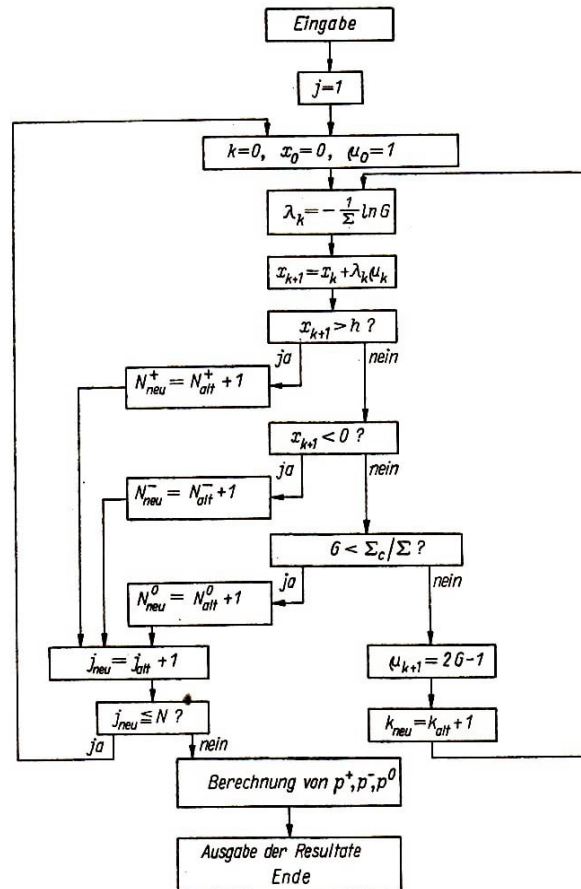 Eingabe
j=1
k=0, x₀=0, μ₀=1
λₖ=−1/Σ lnG
xₖ₊₁=xₖ+λₖμₖ
xₖ₊₁>h ?
ja
nein
N⁺neu=N⁺alt+1
xₖ₊₁<0 ?
ja
nein
N⁻neu=N⁻alt+1
G<Σc/Σ ?
ja
nein
N⁰neu=N⁰alt+1
jneu=jalt+1
μₖ₊₁=2G−1
jneu≦N ?
kneu=kalt+1
ja
nein
Berechnung von p⁺,p⁻,p⁰
Ausgabe der Resultate
Ende